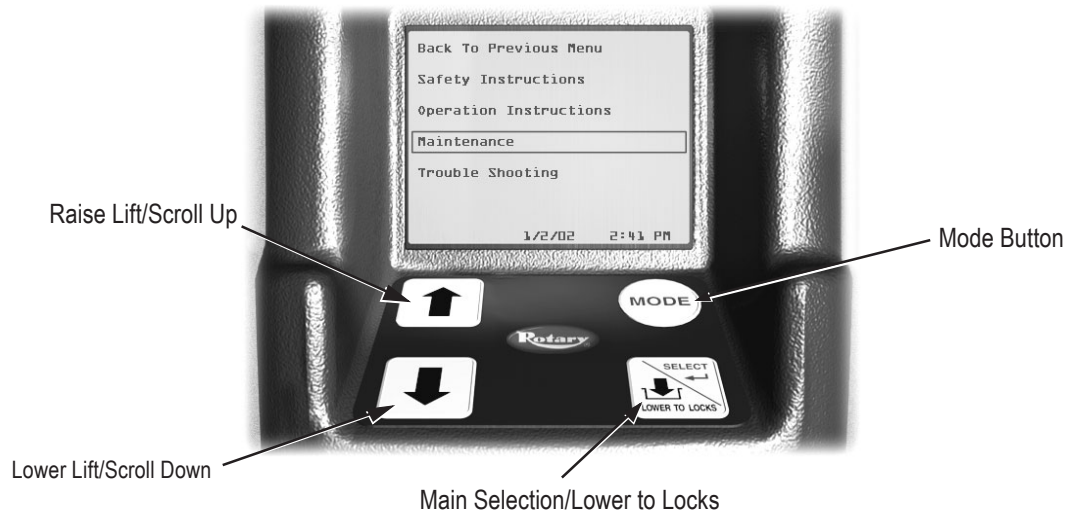 Back To Previous Menu
Safety Instructions
Operation Instructions
Maintenance
Trouble Shooting
1/2/02 2:41 PM
Raise Lift/Scroll Up
Mode Button
MODE
Rotary
SELECT
LOWER TO LOCKS
Lower Lift/Scroll Down
Main Selection/Lower to Locks